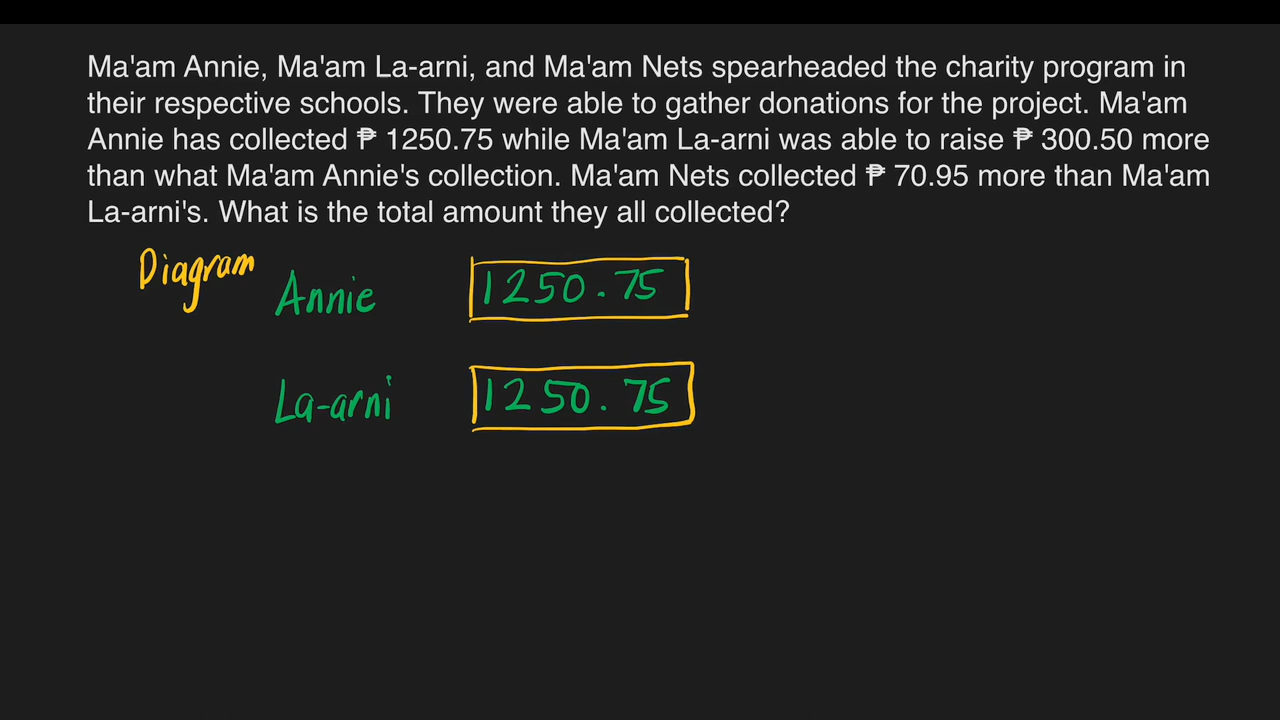 Ma'am Annie, Ma'am La-arni, and Ma'am Nets spearheaded the charity program in
their respective schools. They were able to gather donations for the project. Ma'am
Annie has collected ₱ 1250.75 while Ma'am La-arni was able to raise ₱ 300.50 more
than what Ma'am Annie's collection. Ma'am Nets collected ₱ 70.95 more than Ma'am
La-arni's. What is the total amount they all collected?
Diagram
Annie 1250.75
La-arni 1250.75